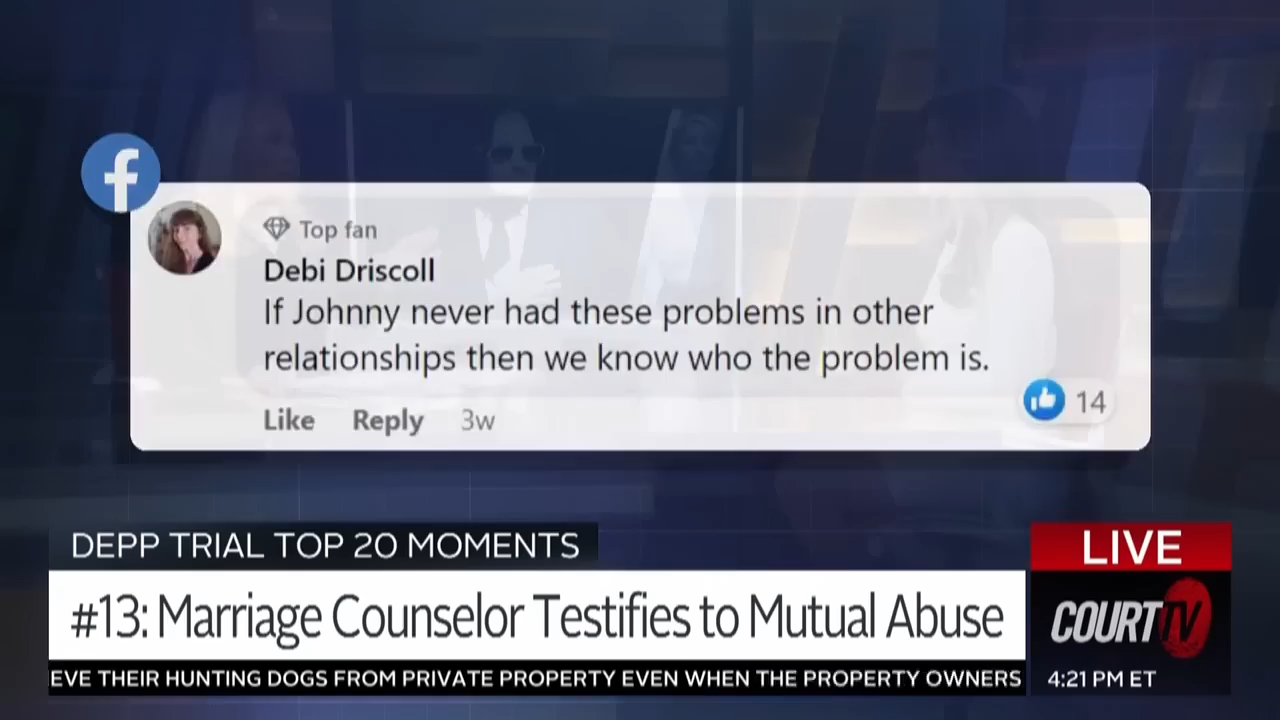 f
Top fan
Debi Driscoll
If Johnny never had these problems in other
relationships then we know who the problem is.
Like Reply 3w
14
DEPP TRIAL TOP 20 MOMENTS
LIVE
#13: Marriage Counselor Testifies to Mutual Abuse
COURT TV
EVE THEIR HUNTING DOGS FROM PRIVATE PROPERTY EVEN WHEN THE PROPERTY OWNERS
4:21 PM ET